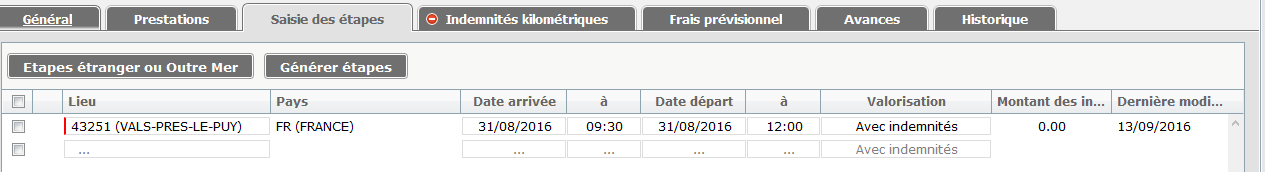 Général Prestations Saisie des étapes Indemnités kilométriques Frais prévisionnel Avances Historique
Etapes étranger ou Outre Mer Générer étapes
Lieu Pays Date arrivée à Date départ à Valorisation Montant des in... Dernière modi...
43251 (VALS-PRES-LE-PUY) FR (FRANCE) 31/08/2016 09:30 31/08/2016 12:00 Avec indemnités 0.00 13/09/2016
... ... ... ... ... Avec indemnités